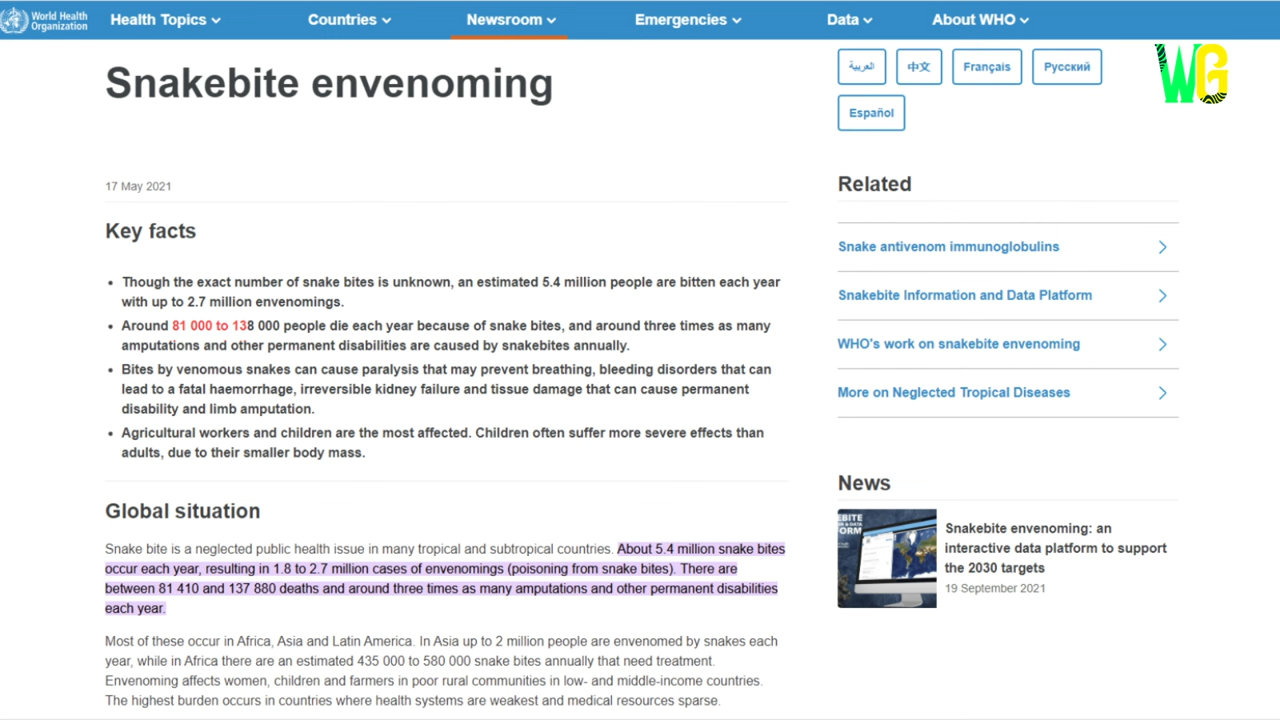 World Health
Organization
Health Topics
Countries
Newsroom
Emergencies
Data
About WHO
Snakebite envenoming
العربية
中文
Français
Русский
Español
WG
17 May 2021
Key facts
Though the exact number of snake bites is unknown, an estimated 5.4 million people are bitten each year
with up to 2.7 million envenomings.
Around 81 000 to 138 000 people die each year because of snake bites, and around three times as many
amputations and other permanent disabilities are caused by snakebites annually.
Bites by venomous snakes can cause paralysis that may prevent breathing, bleeding disorders that can
lead to a fatal haemorrhage, irreversible kidney failure and tissue damage that can cause permanent
disability and limb amputation.
Agricultural workers and children are the most affected. Children often suffer more severe effects than
adults, due to their smaller body mass.
Global situation
Snake bite is a neglected public health issue in many tropical and subtropical countries. About 5.4 million snake bites
occur each year, resulting in 1.8 to 2.7 million cases of envenomings (poisoning from snake bites). There are
between 81 410 and 137 880 deaths and around three times as many amputations and other permanent disabilities
each year.
Most of these occur in Africa, Asia and Latin America. In Asia up to 2 million people are envenomed by snakes each
year, while in Africa there are an estimated 435 000 to 580 000 snake bites annually that need treatment.
Envenoming affects women, children and farmers in poor rural communities in low- and middle-income countries.
The highest burden occurs in countries where health systems are weakest and medical resources sparse.
Related
Snake antivenom immunoglobulins
Snakebite Information and Data Platform
WHO's work on snakebite envenoming
More on Neglected Tropical Diseases
News
Snakebite envenoming: an
interactive data platform to support
the 2030 targets
19 September 2021